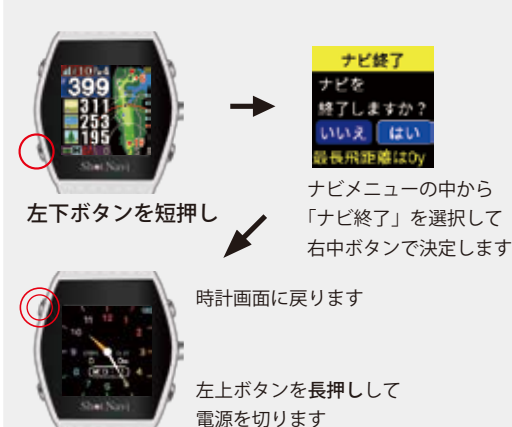 399
311
253
195
Shot Navi
左下ボタンを短押し
ナビ終了
ナビを
終了しますか？
いいえ はい
最長飛距離は0y
ナビメニューの中から
「ナビ終了」を選択して
右中ボタンで決定します
時計画面に戻ります
Shot Navi
左上ボタンを長押しして
電源を切ります